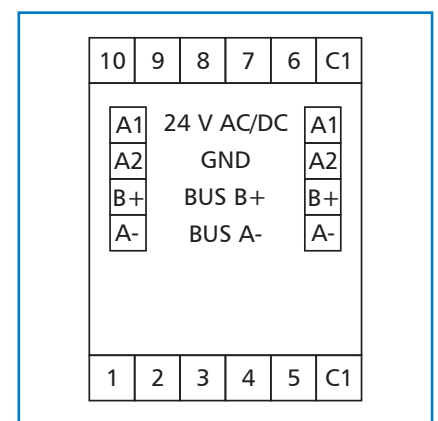 10 9 8 7 6 C1
A1 24 V AC/DC A1
A2 GND A2
B+ BUS B+ B+
A- BUS A- A-
1 2 3 4 5 C1